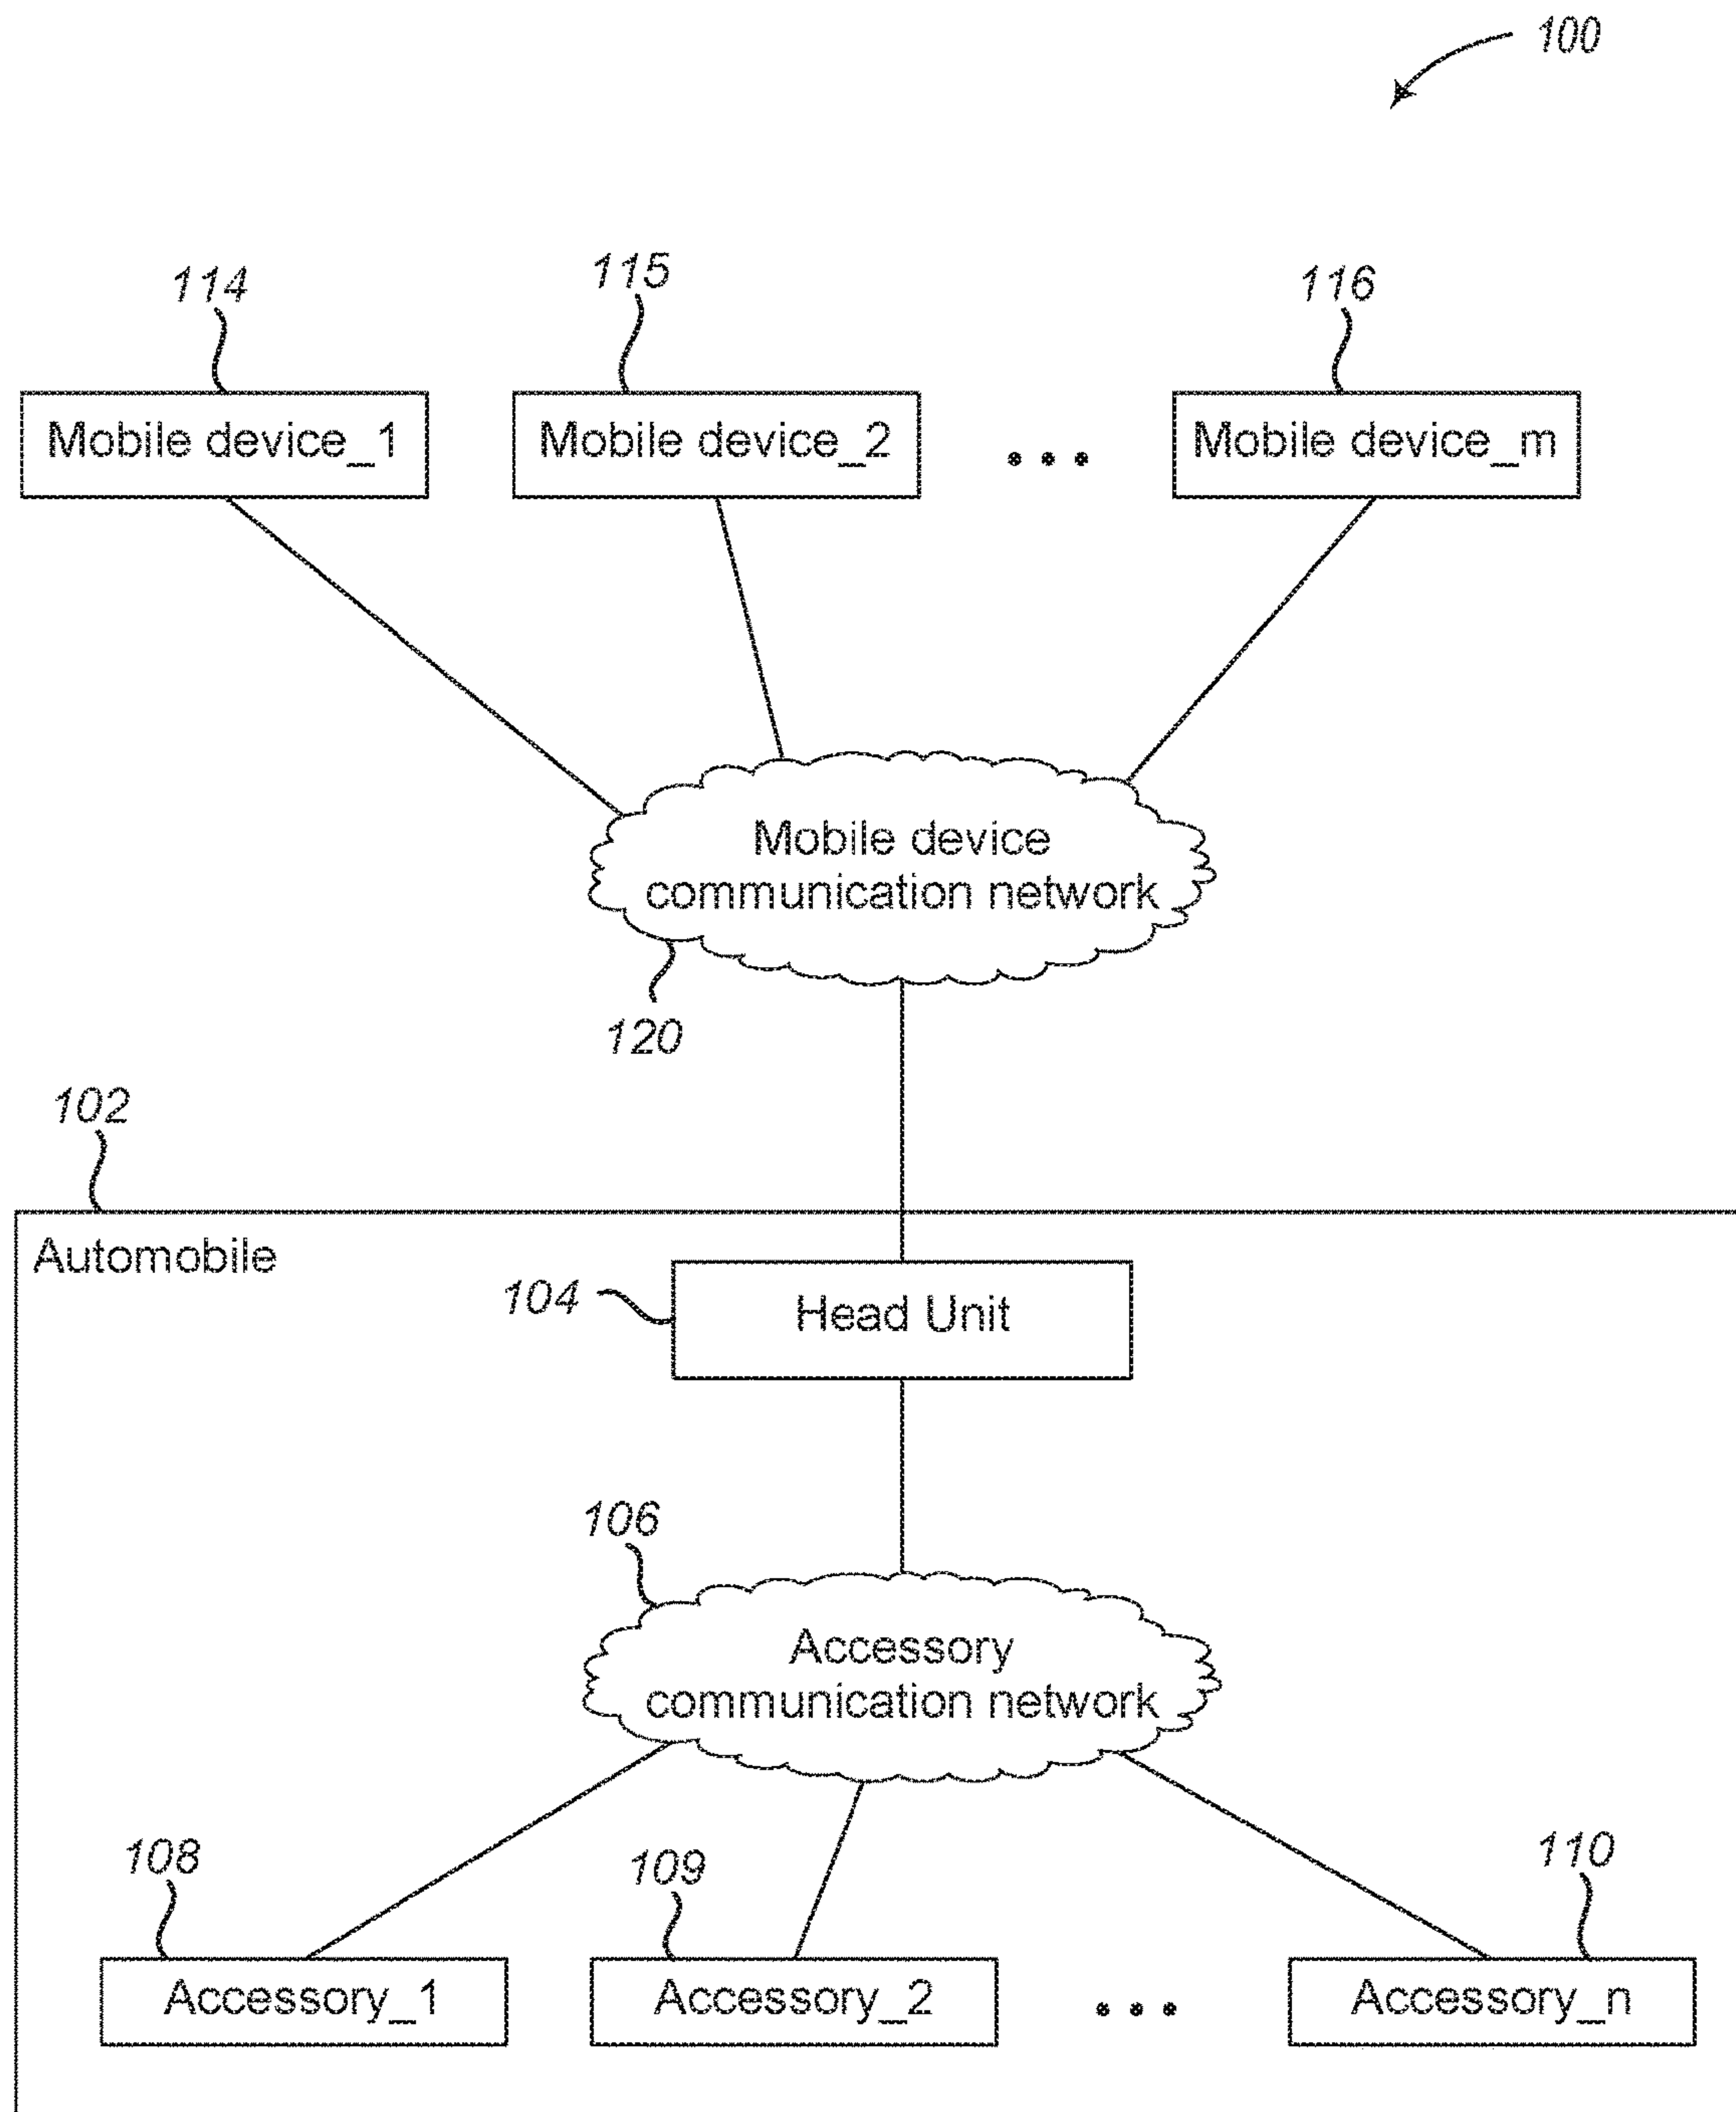 100
114
115
116
Mobile device_1
Mobile device_2
...
Mobile device_m
Mobile device
communication network
120
102
Automobile
104
Head Unit
106
Accessory
communication network
108
109
110
Accessory_1
Accessory_2
...
Accessory_n